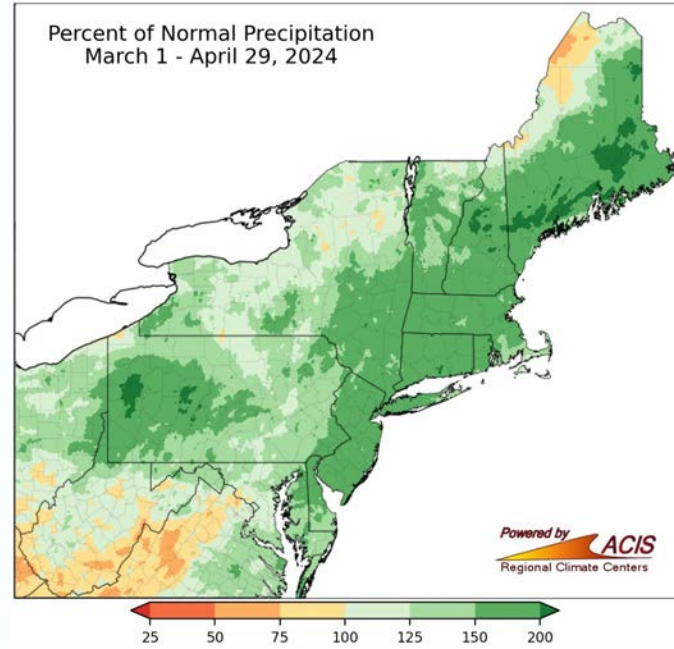 Percent of Normal Precipitation
March 1 - April 29, 2024
Powered by
ACIS
Regional Climate Centers
25 50 75 100 125 150 200